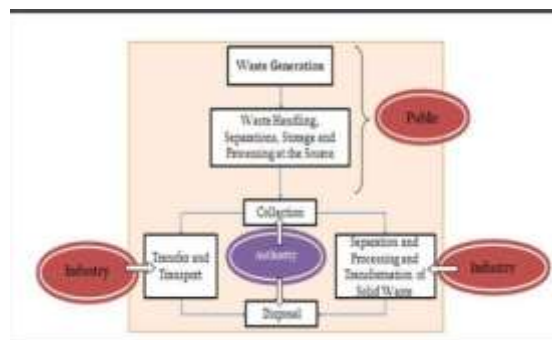 Waste Generation
Waste Handling,
Separations, Storage and
Processing at the Source
Public
Collection
Industry
Transfer and
Transport
Authority
Separation and
Processing and
Transformation of
Solid Waste
Industry
Disposal